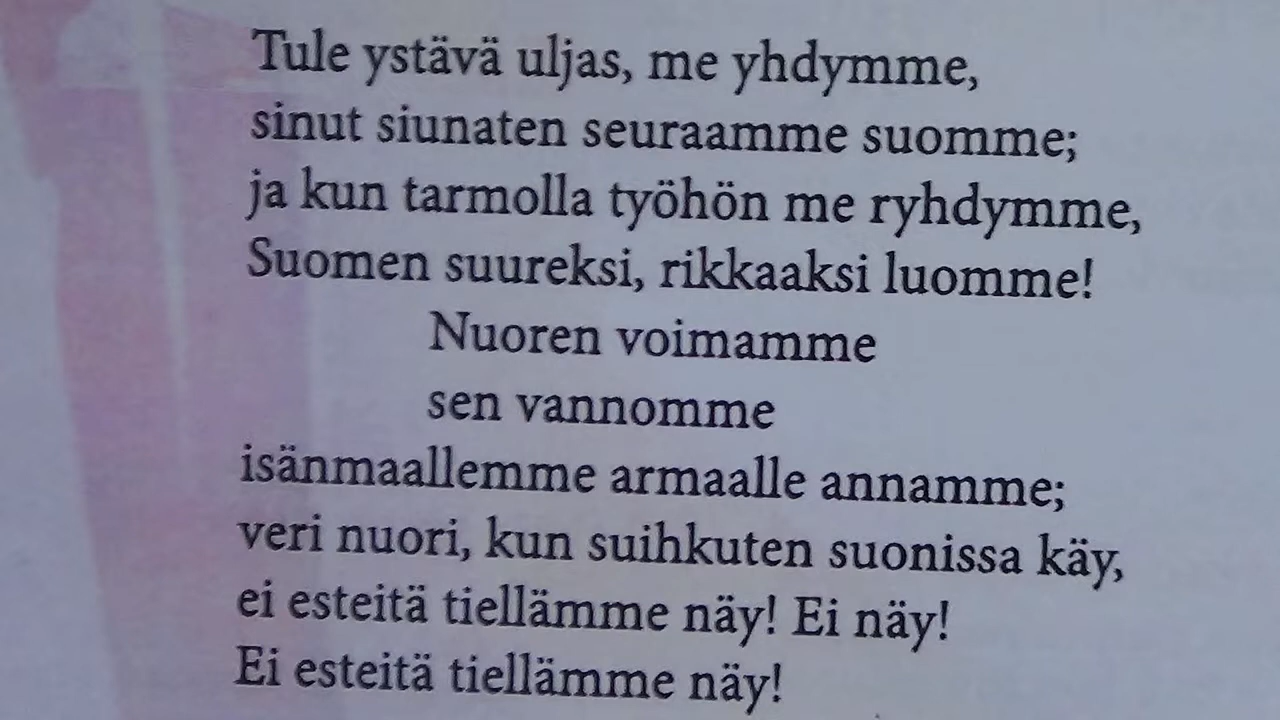 Tule ystävä uljas, me yhdymme,
sinut siunaten seuraamme suomme;
ja kun tarmolla työhön me ryhdymme,
Suomen suureksi, rikkaaksi luomme!
Nuoren voimamme
sen vannomme
isänmaallemme armaalle annamme;
veri nuori, kun suihkuten suonissa käy,
ei esteitä tiellämme näy! Ei näy!
Ei esteitä tiellämme näy!